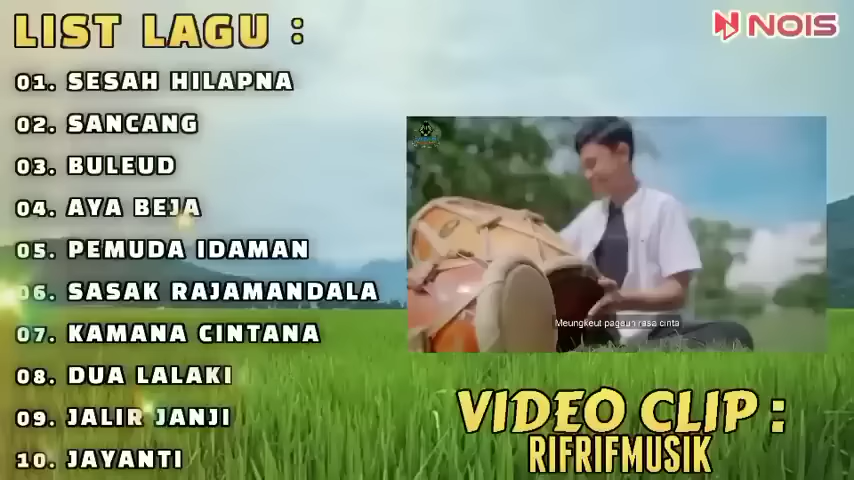 LIST LAGU :
01. SESAH HILAPNA
02. SANCANG
03. BULEUD
04. AYA BEJA
05. PEMUDA IDAMAN
06. SASAK RAJAMANDALA
07. KAMANA CINTANA
08. DUA LALAKI
09. JALIR JANJI
10. JAYANTI
NOIS
Meungkeut pageuh rasa cinta
VIDEO CLIP :
RIFRIFMUSIK